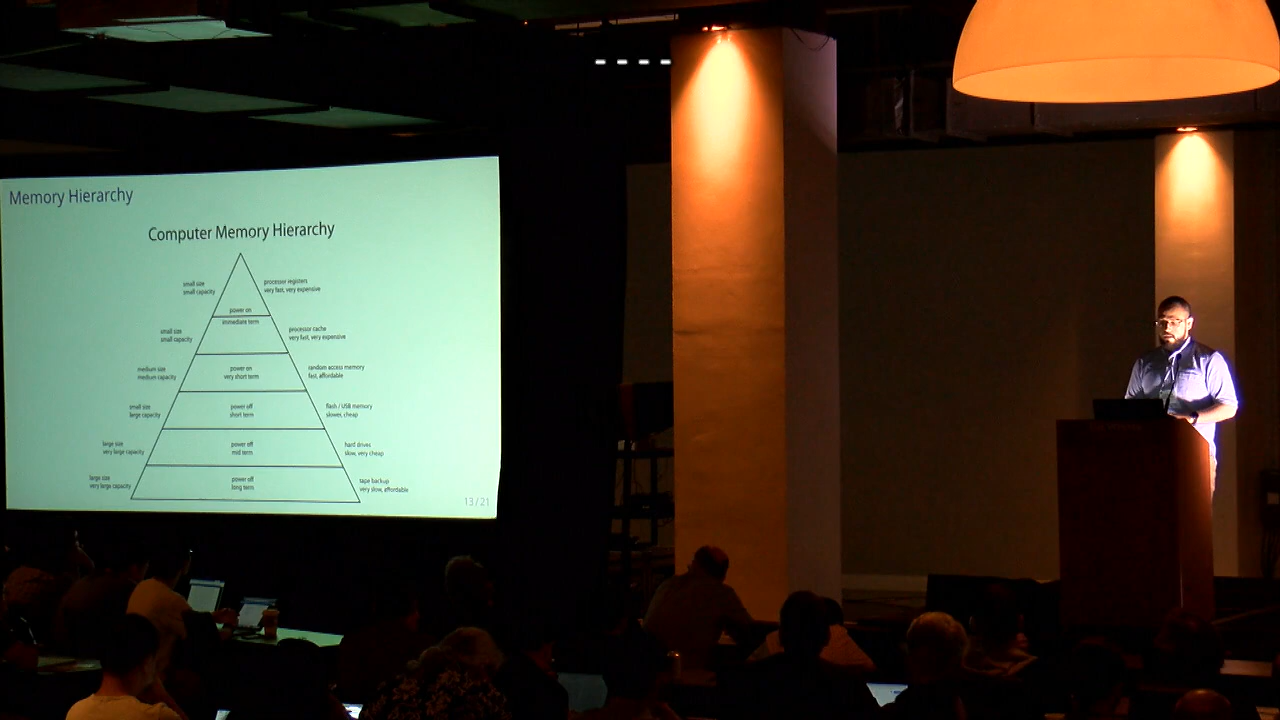 Memory Hierarchy
Computer Memory Hierarchy
small size
small capacity
processor registers
very fast, very expensive
power on
immediate term
small size
small capacity
processor cache
very fast, very expensive
medium size
medium capacity
power on
very short term
random access memory
fast, affordable
small size
large capacity
power off
short term
flash / USB memory
slower, cheap
large size
very large capacity
power off
mid term
hard drives
slow, very cheap
large size
very large capacity
power off
long term
tape backup
very slow, affordable
13/21